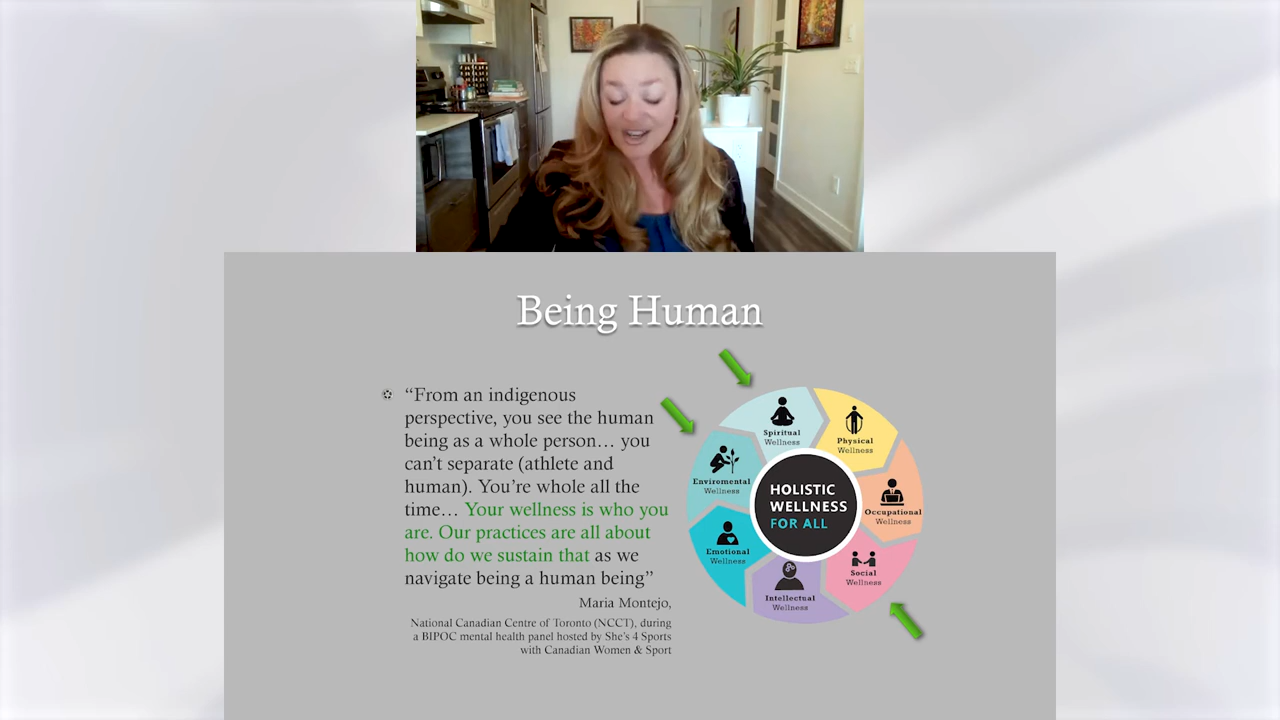 Being Human
“From an indigenous
perspective, you see the human
being as a whole person… you
can’t separate (athlete and
human). You’re whole all the
time… Your wellness is who you
are. Our practices are all about
how do we sustain that as we
navigate being a human being”
Maria Montejo,
National Canadian Centre of Toronto (NCCT), during
a BIPOC mental health panel hosted by She’s 4 Sports
with Canadian Women & Sport
Spiritual
Wellness
Physical
Wellness
Occupational
Wellness
Social
Wellness
Intellectual
Wellness
Emotional
Wellness
Enviromental
Wellness
HOLISTIC
WELLNESS
FOR ALL